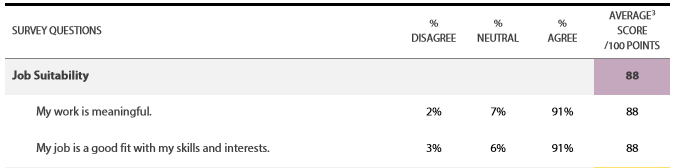 SURVEY QUESTIONS % DISAGREE % NEUTRAL % AGREE AVERAGE³ SCORE /100 POINTS
Job Suitability 88
My work is meaningful. 2% 7% 91% 88
My job is a good fit with my skills and interests. 3% 6% 91% 88